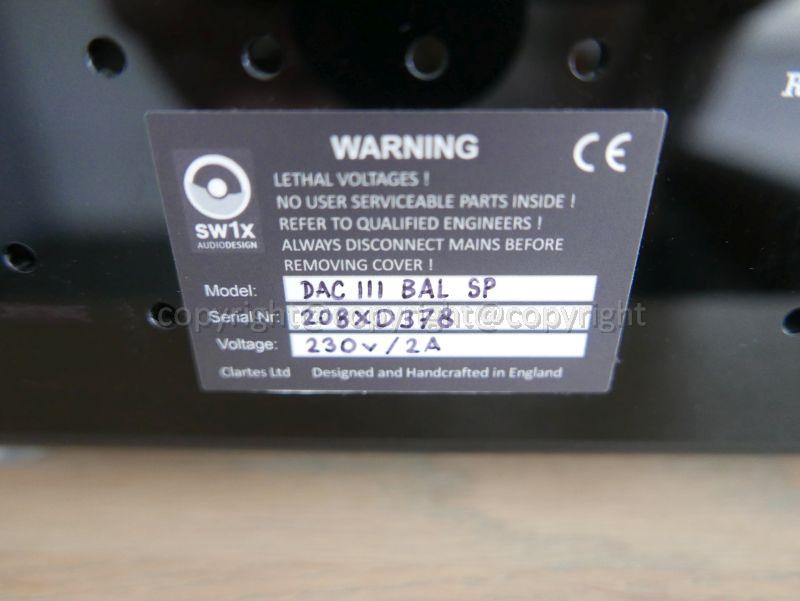 R
WARNING
CE
LETHAL VOLTAGES !
NO USER SERVICEABLE PARTS INSIDE !
REFER TO QUALIFIED ENGINEERS !
ALWAYS DISCONNECT MAINS BEFORE
REMOVING COVER !
sw1x
AUDIODESIGN
Model: DAC III BAL SP
Serial Nr: 208XD378
Voltage: 230v/2A
Clartes Ltd Designed and Handcrafted in England
copyright@copyright@copyright